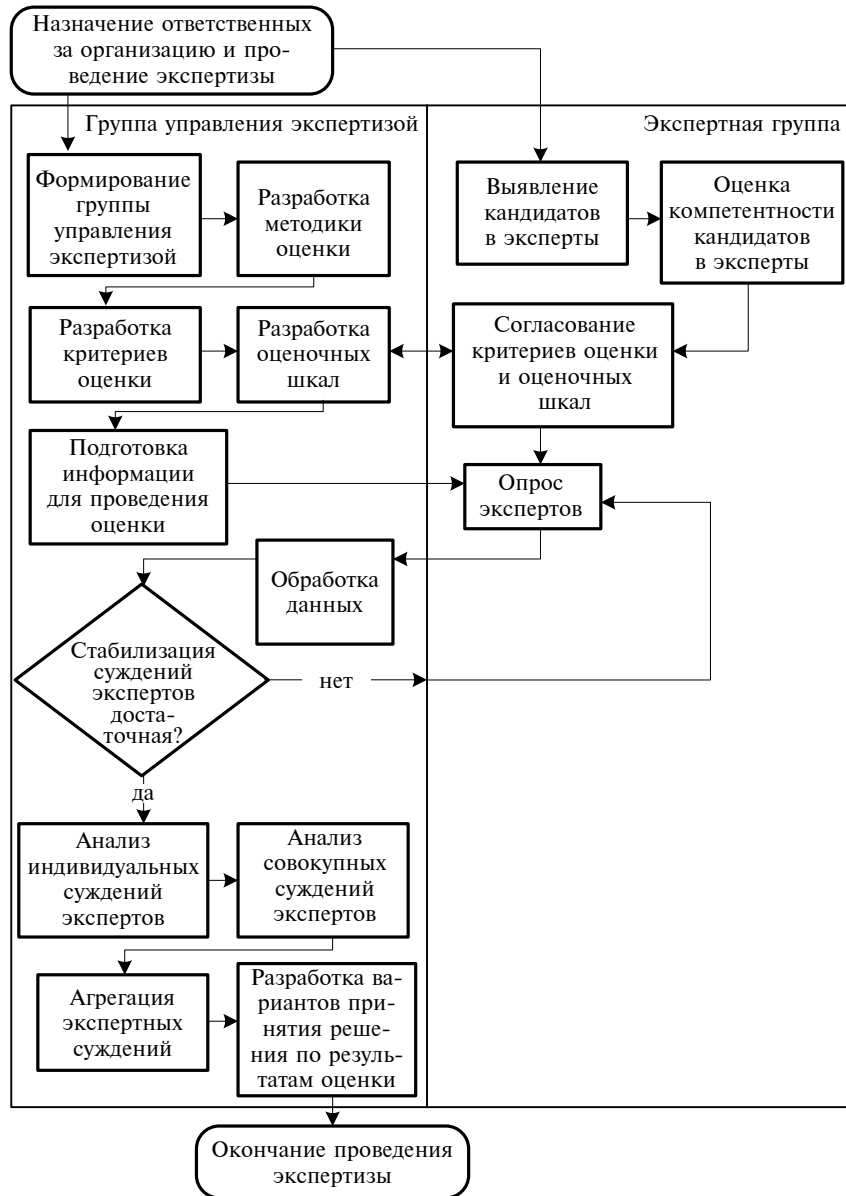 Назначение ответственных
за организацию и про-
ведение экспертизы
Группа управления экспертизой
Экспертная группа
Формирование
группы
управления
экспертизой
Разработка
методики
оценки
Выявление
кандидатов
в эксперты
Оценка
компетентности
кандидатов
в эксперты
Разработка
критериев
оценки
Разработка
оценочных
шкал
Согласование
критериев оценки
и оценочных
шкал
Подготовка
информации
для проведения
оценки
Опрос
экспертов
Обработка
данных
Стабилизация
суждений
экспертов
доста-
точная?
нет
да
Анализ
индивидуальных
суждений
экспертов
Анализ
совокупных
суждений
экспертов
Агрегация
экспертных
суждений
Разработка ва-
риантов при-
нятия реше-
ния по резуль-
татам оценки
Окончание проведения
экспертизы